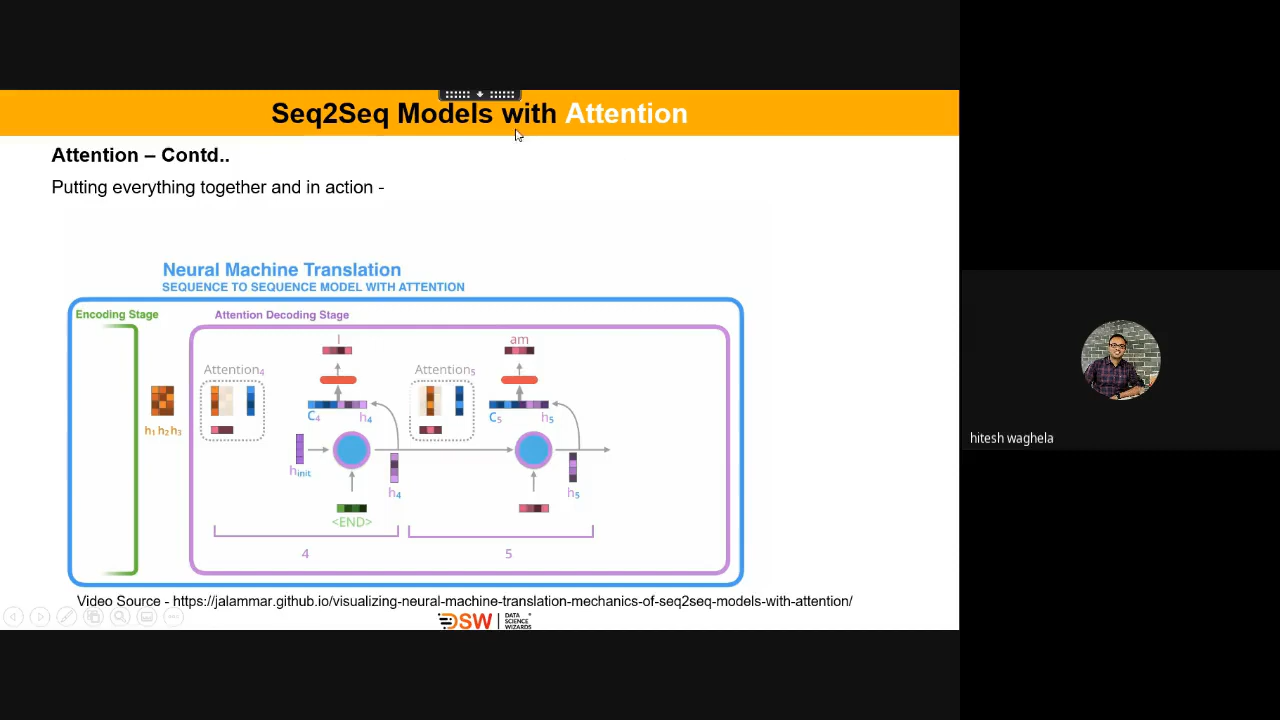 Seq2Seq Models with Attention
Attention – Contd..
Putting everything together and in action -
Neural Machine Translation
SEQUENCE TO SEQUENCE MODEL WITH ATTENTION
Encoding Stage
Attention Decoding Stage
I
am
Attention4
Attention5
h1 h2 h3
C4
h4
C5
h5
hinit
h4
h5
<END>
4
5
hitesh waghela
Video Source - https://jalammar.github.io/visualizing-neural-machine-translation-mechanics-of-seq2seq-models-with-attention/
DSW
DATA
SCIENCE
WIZARDS